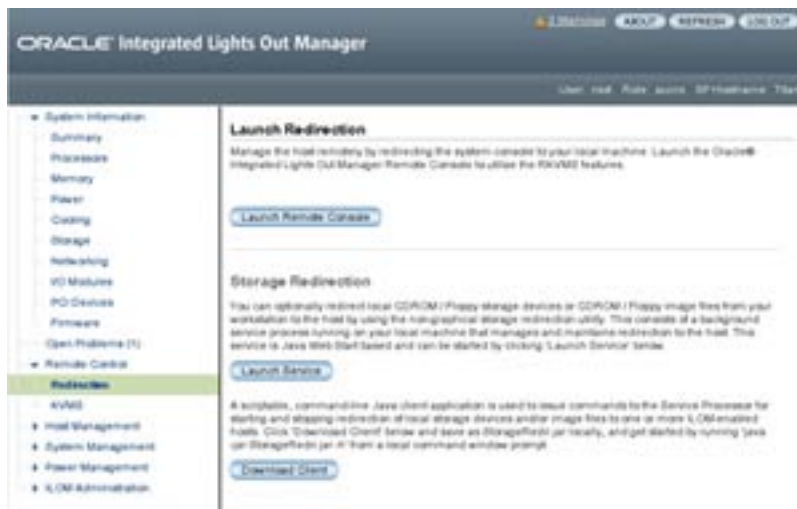 2 Warnings ABOUT REFRESH LOG OUT
ORACLE Integrated Lights Out Manager
User: root Role: SP Hostname:
System Information
Summary
Processors
Memory
Power
Cooling
Storage
Networking
I/O Modules
PCI Devices
Firmware
Open Problems (1)
Remote Control
Redirection
KVMS
Host Management
System Management
Power Management
ILOM Administration
Launch Redirection
Manage the host remotely by redirecting the system console to your local machine. Launch the Oracle®
Integrated Lights Out Manager Remote Console to utilize the RKVMS features.
Launch Remote Console
Storage Redirection
You can optionally redirect local CDROM / Floppy storage devices or CDROM / Floppy image files from your
workstation to the host by using the nongraphical storage redirection utility. This consists of a background
service process running on your local machine that manages and maintains redirection to the host. This
service is Java Web Start based and can be started by clicking 'Launch Service' below.
Launch Service
A scriptable, command-line Java client application is used to issue commands to the Service Processor for
starting and stopping redirection of local storage devices and/or image files to one or more ILOM-enabled
hosts. Click 'Download Client' below and save as StorageRedir.jar locally, and get started by running 'java
-jar StorageRedir.jar -h' from a local command window prompt.
Download Client